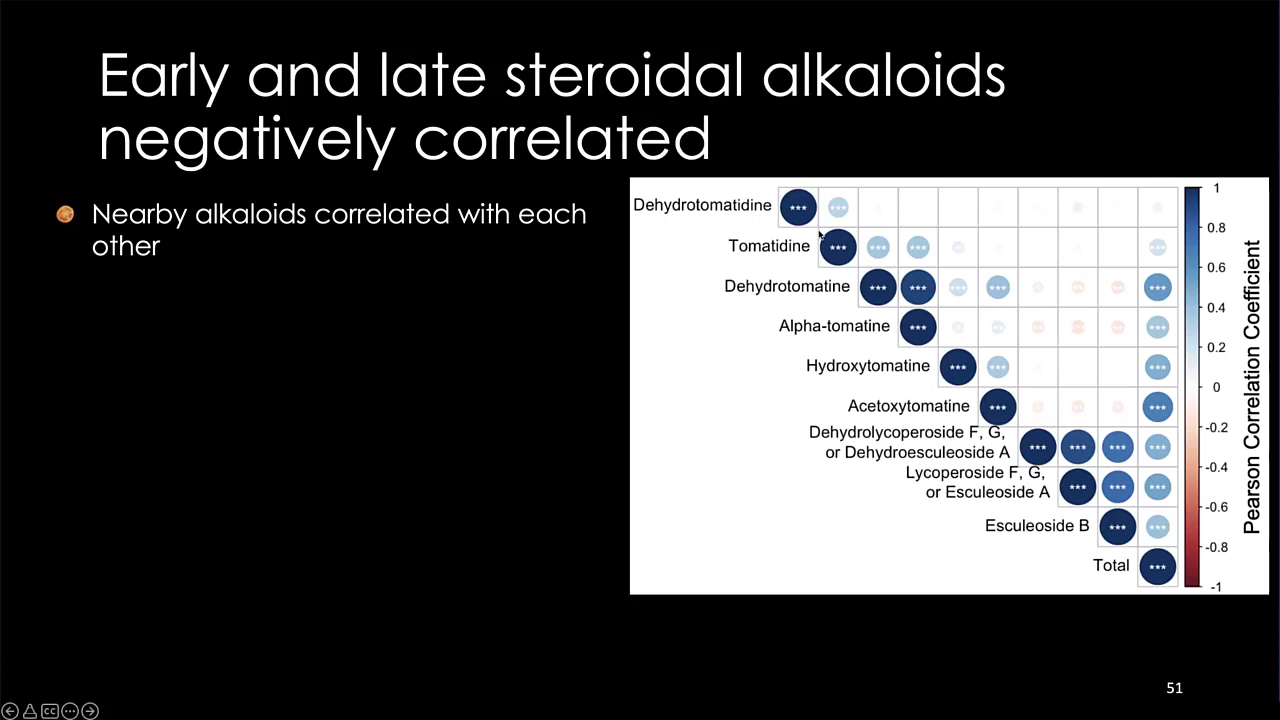 Early and late steroidal alkaloids
negatively correlated
Nearby alkaloids correlated with each
other
Dehydrotomatidine
***
***
Tomatidine
***
***
***
***
Dehydrotomatine
***
***
***
***
***
Alpha-tomatine
***
***
Hydroxytomatine
***
***
***
Acetoxytomatine
***
***
Dehydrolycoperoside F, G,
or Dehydroesculeoside A
***
***
***
***
Lycoperoside F, G,
or Esculeoside A
***
***
***
Esculeoside B
***
***
Total
***
1
0.8
0.6
0.4
0.2
0
-0.2
-0.4
-0.6
-0.8
-1
Pearson Correlation Coefficient
51
CC